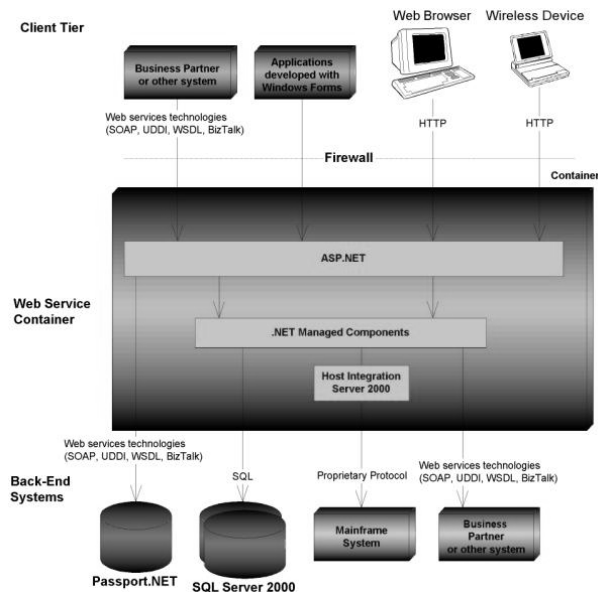 Client Tier
Web Browser
Wireless Device
Business Partner
or other system
Applications
developed with
Windows Forms
Web services technologies
(SOAP, UDDI, WSDL, BizTalk)
HTTP
HTTP
Firewall
Container
ASP.NET
Web Service
Container
.NET Managed Components
Host Integration
Server 2000
Web services technologies
(SOAP, UDDI, WSDL, BizTalk)
SQL
Proprietary Protocol
Web services technologies
(SOAP, UDDI, WSDL, BizTalk)
Back-End
Systems
Mainframe
System
Business
Partner
or other system
Passport.NET
SQL Server 2000